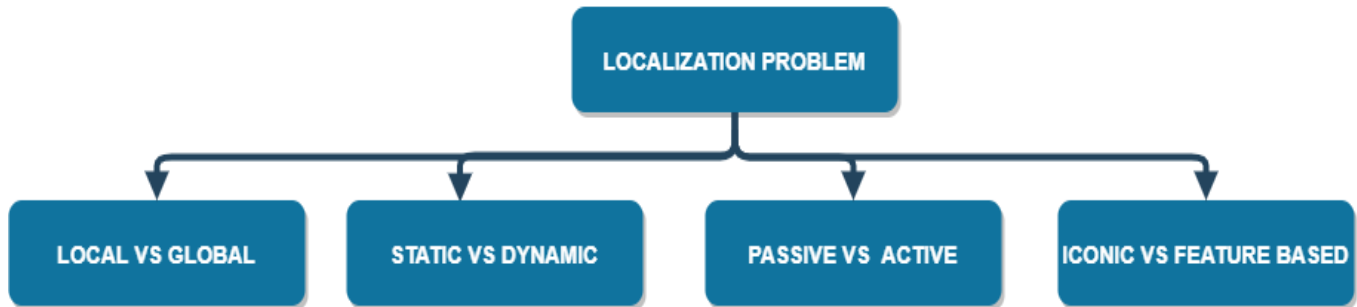 LOCALIZATION PROBLEM
LOCAL VS GLOBAL
STATIC VS DYNAMIC
PASSIVE VS ACTIVE
ICONIC VS FEATURE BASED